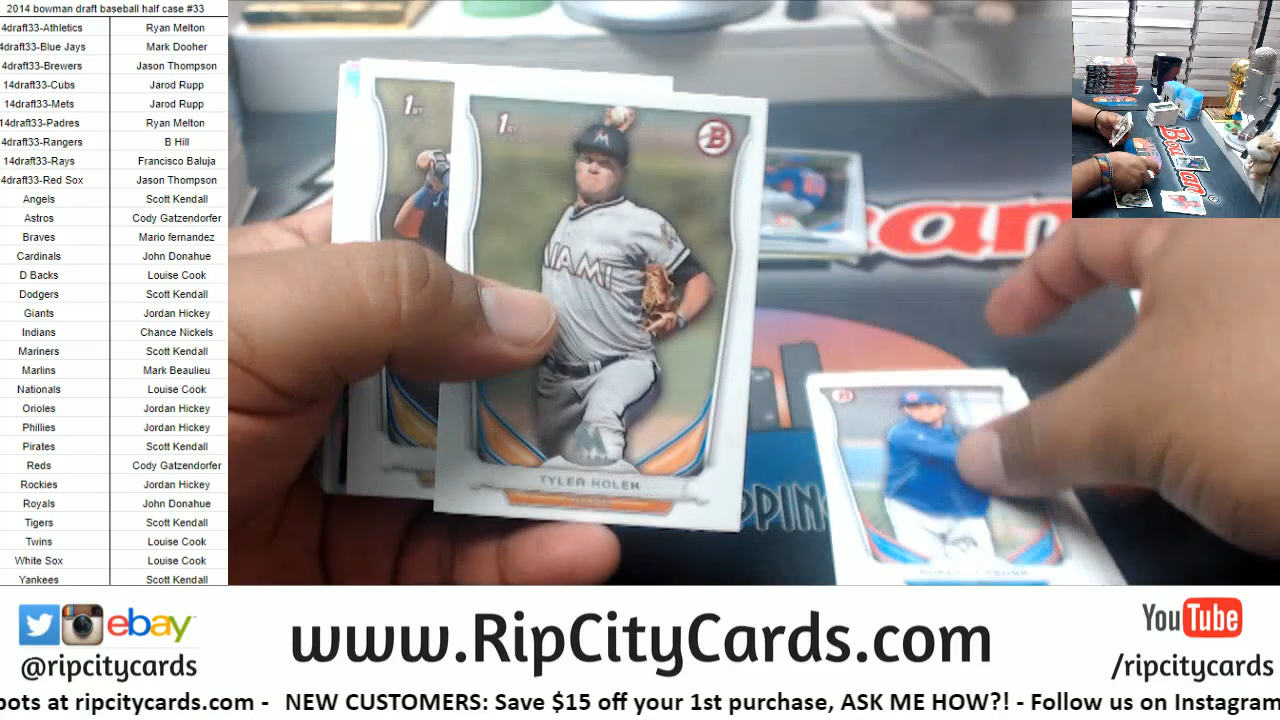 2014 bowman draft baseball half case #33
4draft33-Athletics Ryan Melton
4draft33-Blue Jays Mark Dooher
4draft33-Brewers Jason Thompson
14draft33-Cubs Jarod Rupp
14draft33-Mets Jarod Rupp
14draft33-Padres Ryan Melton
4draft33-Rangers B Hill
14draft33-Rays Francisco Baluja
4draft33-Red Sox Jason Thompson
Angels Scott Kendall
Astros Cody Gatzendorfer
Braves Mario fernandez
Cardinals John Donahue
D Backs Louise Cook
Dodgers Scott Kendall
Giants Jordan Hickey
Indians Chance Nickels
Mariners Scott Kendall
Marlins Mark Beaulieu
Nationals Louise Cook
Orioles Jordan Hickey
Phillies Jordan Hickey
Pirates Scott Kendall
Reds Cody Gatzendorfer
Rockies Jordan Hickey
Royals John Donahue
Tigers Scott Kendall
Twins Louise Cook
White Sox Louise Cook
Yankees Scott Kendall
1ST
1ST
B
M
MIAMI
M
TYLER KOLEK
an
PPIN
B
Bowman
ebay
@ripcitycards
www.RipCityCards.com
YouTube
/ripcitycards
pots at ripcitycards.com - NEW CUSTOMERS: Save $15 off your 1st purchase, ASK ME HOW?! - Follow us on Instagram